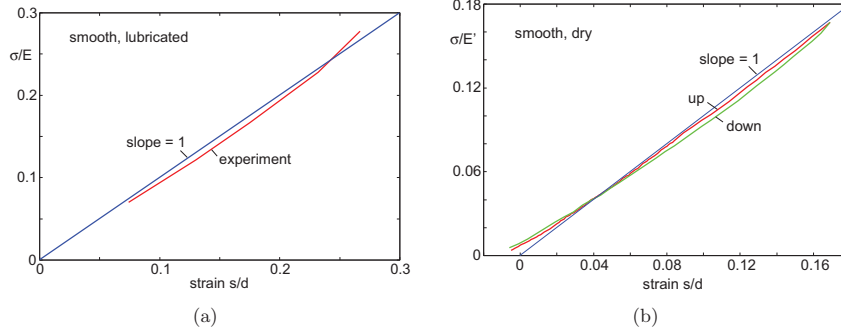 0.3
σ/E
smooth, lubricated
0.2
slope = 1
experiment
0.1
0
0
0.1
0.2
0.3
strain s/d
(a)
0.18
σ/E'
smooth, dry
slope = 1
0.12
up
down
0.06
0
0
0.04
0.08
0.12
0.16
strain s/d
(b)